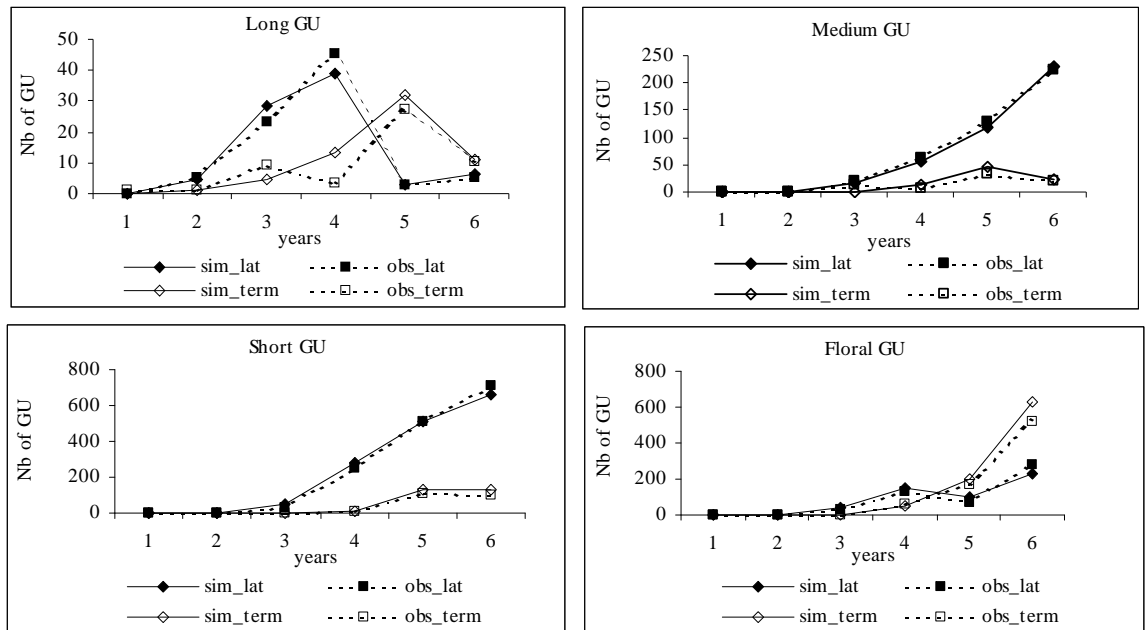 Long GU
Nb of GU
50
40
30
20
10
0
1 2 3 4 5 6
years
sim_lat obs_lat
sim_term obs_term
Medium GU
Nb of GU
250
200
150
100
50
0
1 2 3 4 5 6
years
sim_lat obs_lat
sim_term obs_term
Short GU
Nb of GU
800
600
400
200
0
1 2 3 4 5 6
years
sim_lat obs_lat
sim_term obs_term
Floral GU
Nb of GU
800
600
400
200
0
1 2 3 4 5 6
years
sim_lat obs_lat
sim_term obs_term